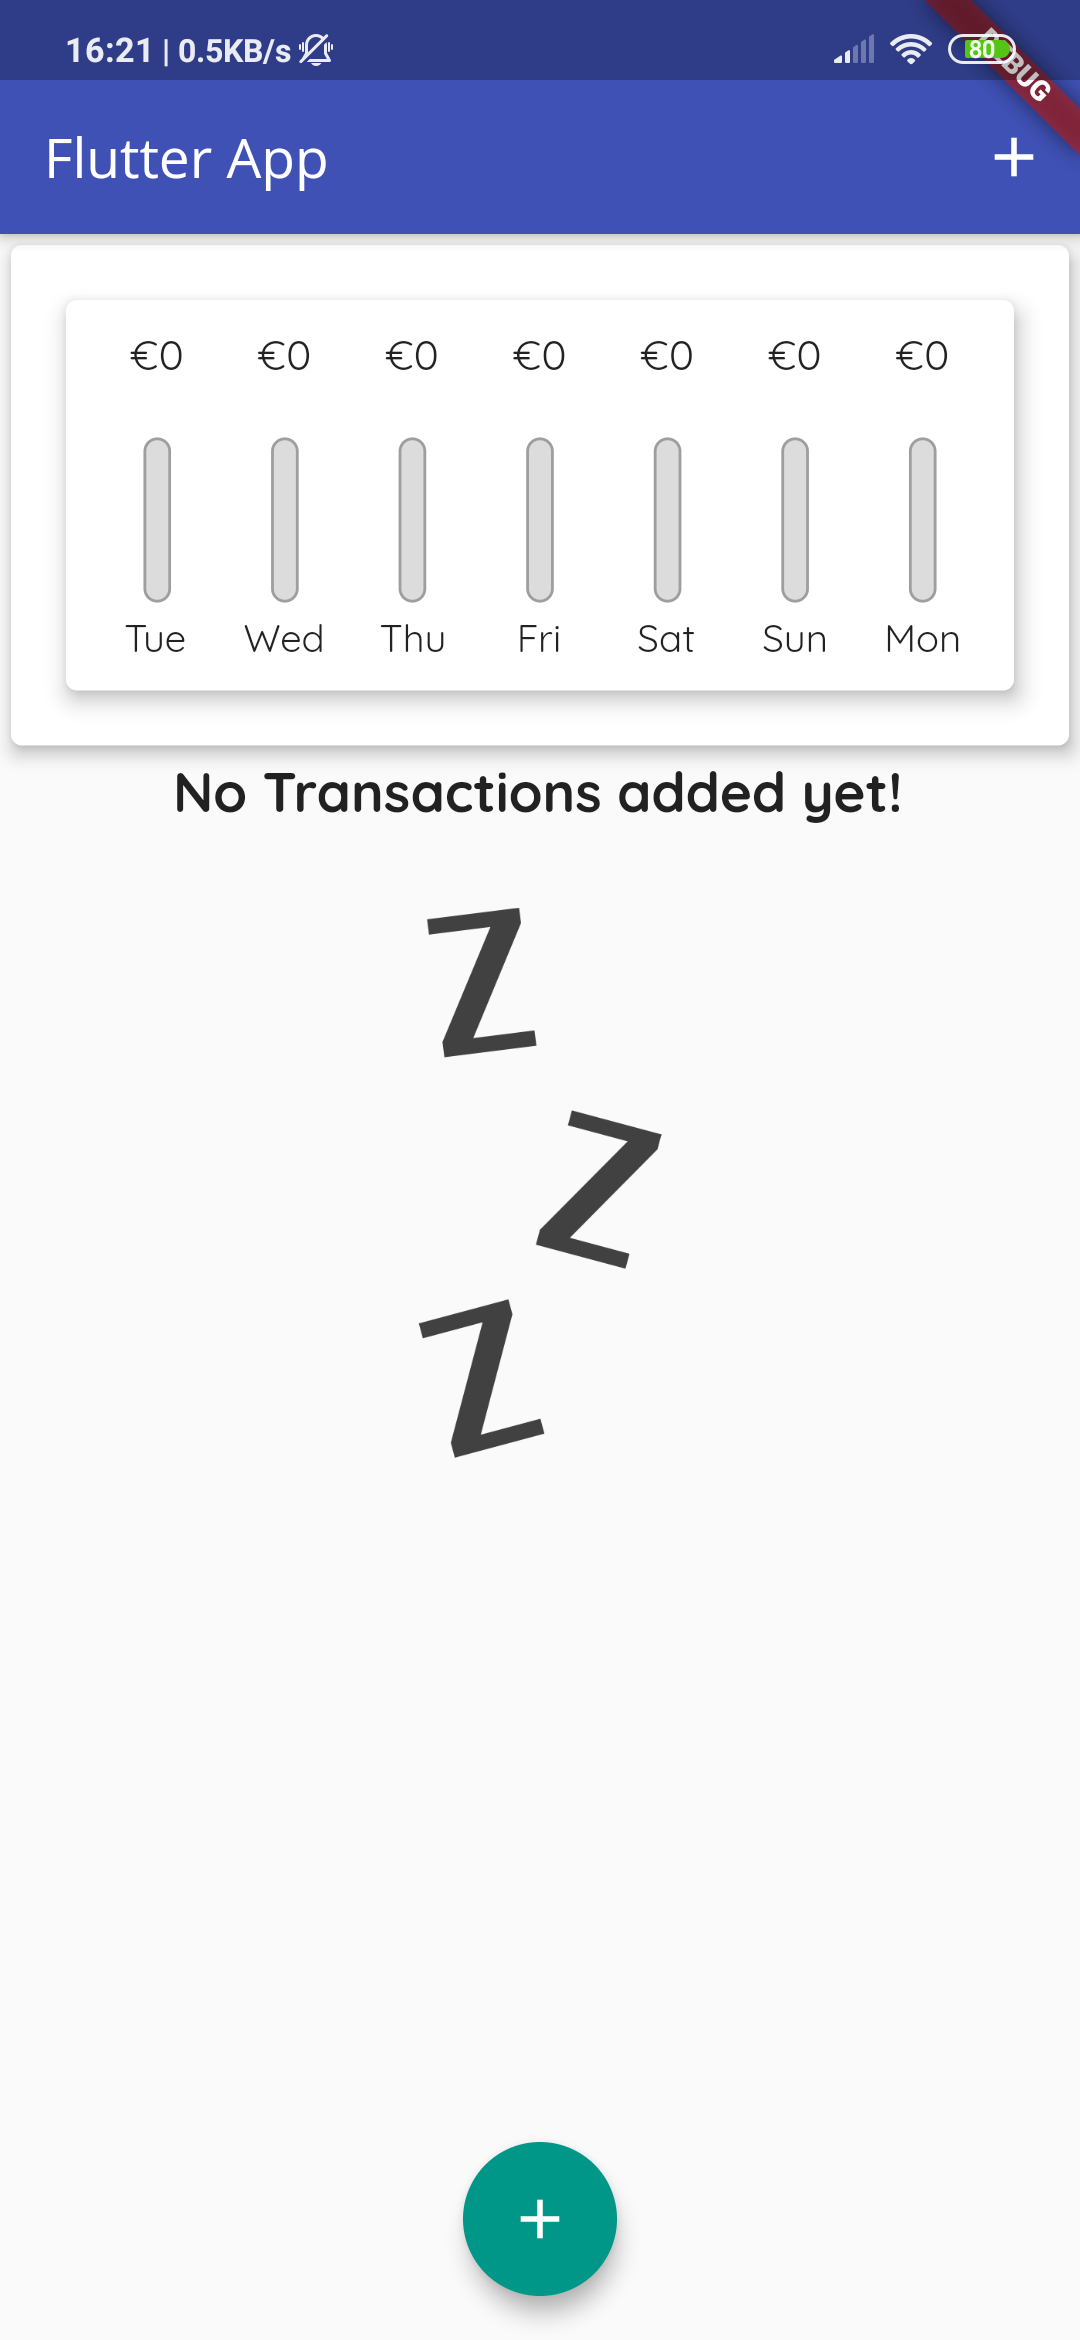 16:21 | 0.5KB/s
80
DEBUG
Flutter App
€0 €0 €0 €0 €0 €0 €0
Tue Wed Thu Fri Sat Sun Mon
No Transactions added yet!
Z
Z
Z